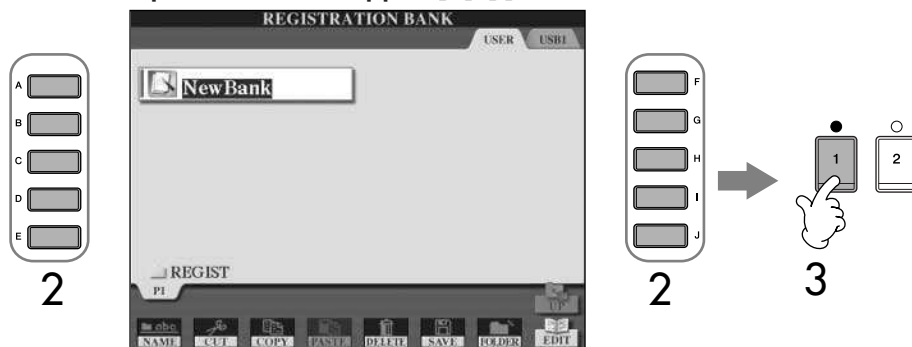 REGISTRATION BANK
USER USB1
NewBank
A
B
C
D
E
2
F
G
H
I
J
2
1 2
3
REGIST
P1
UP
abc
NAME CUT COPY PASTE DELETE SAVE FOLDER EDIT